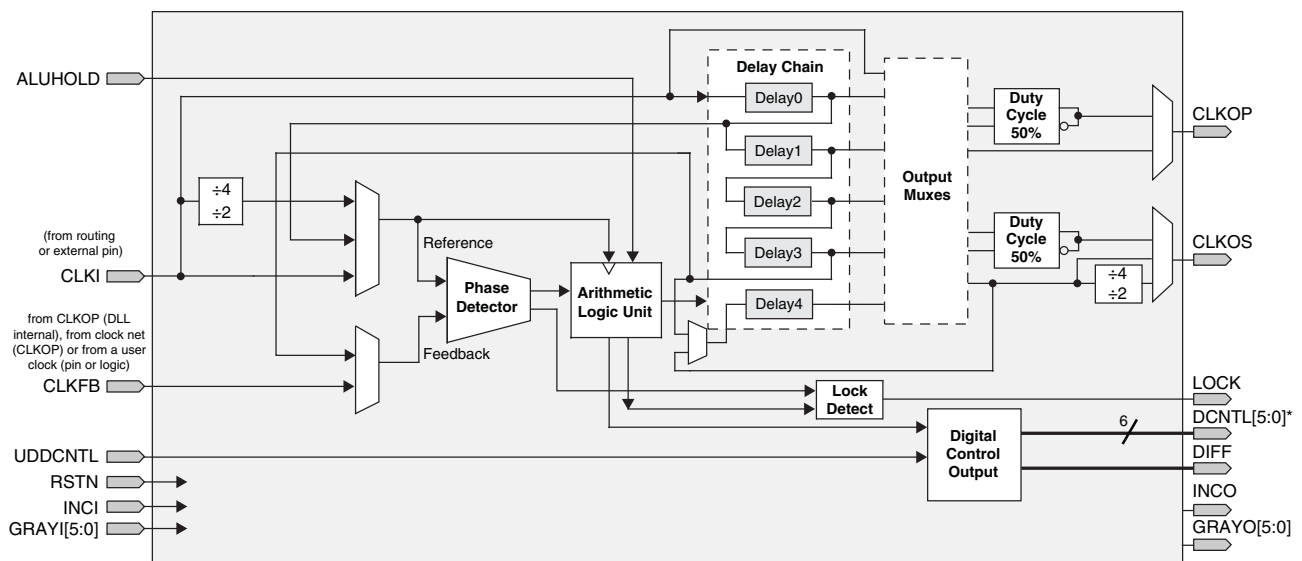 ALUHOLD
Delay Chain
Delay0
Delay1
Delay2
Delay3
Delay4
Output
Muxes
Duty
Cycle
50%
CLKOP
Duty
Cycle
50%
CLKOS
÷4
÷2
÷4
÷2
(from routing
or external pin)
CLKI
Reference
Phase
Detector
Arithmetic
Logic Unit
from CLKOP (DLL
internal), from clock net
(CLKOP) or from a user
clock (pin or logic)
CLKFB
Feedback
Lock
Detect
LOCK
6
DCNTL[5:0]*
Digital
Control
Output
DIFF
UDDCNTL
RSTN
INCI
GRAYI[5:0]
INCO
GRAYO[5:0]